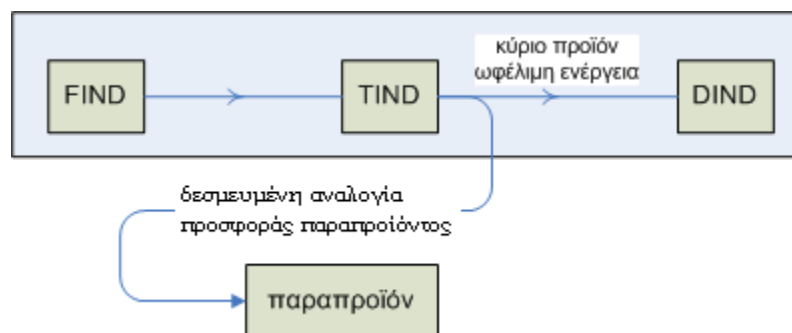 κύριο προϊόν
ωφέλιμη ενέργεια
FIND
TIND
DIND
δεσμευμένη αναλογία
προσφοράς παραπροϊόντος
παραπροϊόν